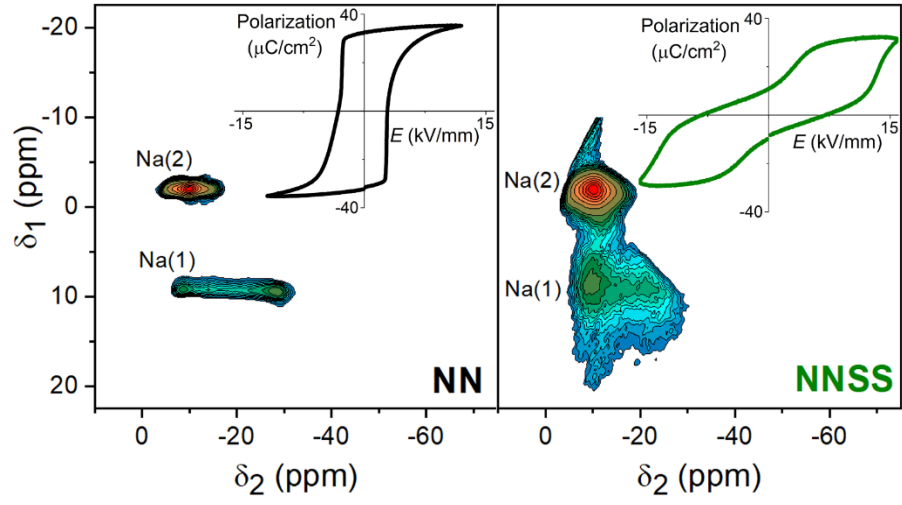 -20
-10
0
10
20
δ1 (ppm)
Na(2)
Na(1)
Polarization
(μC/cm²)
40
-15
15
E (kV/mm)
-40
NN
0
-20
-40
-60
δ2 (ppm)
Na(2)
Na(1)
Polarization
(μC/cm²)
40
-15
15
E (kV/mm)
-40
NNSS
0
-20
-40
-60
δ2 (ppm)